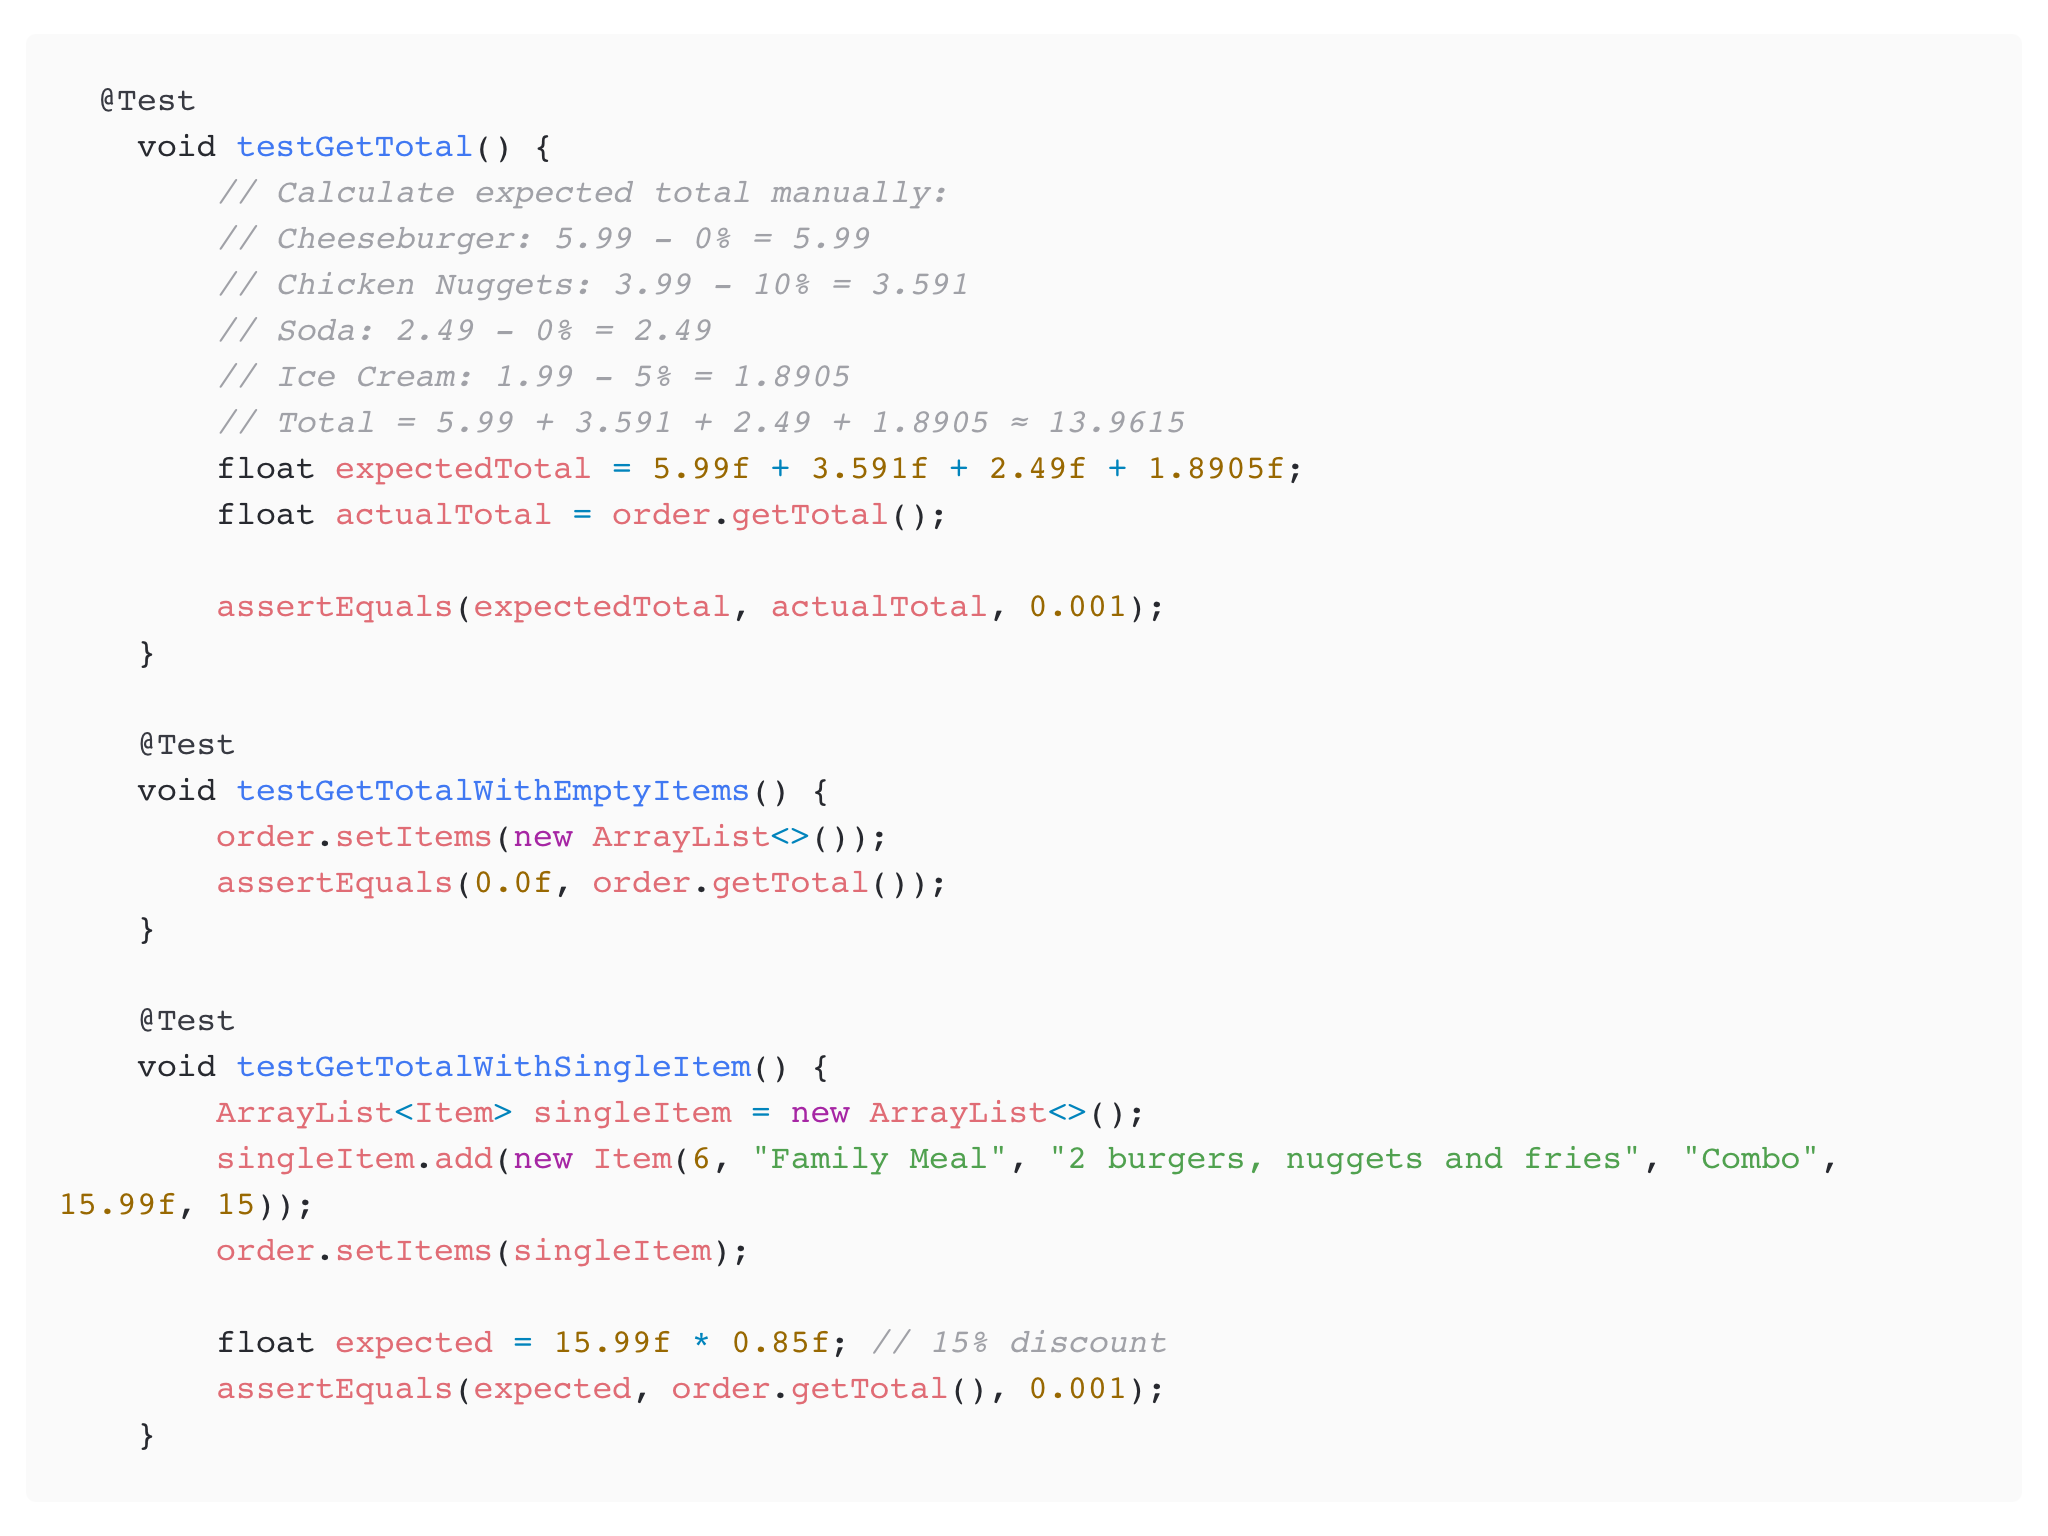 @Test
void testGetTotal() {
// Calculate expected total manually:
// Cheeseburger: 5.99 - 0% = 5.99
// Chicken Nuggets: 3.99 - 10% = 3.591
// Soda: 2.49 - 0% = 2.49
// Ice Cream: 1.99 - 5% = 1.8905
// Total = 5.99 + 3.591 + 2.49 + 1.8905 ≈ 13.9615
float expectedTotal = 5.99f + 3.591f + 2.49f + 1.8905f;
float actualTotal = order.getTotal();
assertEquals(expectedTotal, actualTotal, 0.001);
}
@Test
void testGetTotalWithEmptyItems() {
order.setItems(new ArrayList<>());
assertEquals(0.0f, order.getTotal());
}
@Test
void testGetTotalWithSingleItem() {
ArrayList<Item> singleItem = new ArrayList<>();
singleItem.add(new Item(6, "Family Meal", "2 burgers, nuggets and fries", "Combo",
15.99f, 15));
order.setItems(singleItem);
float expected = 15.99f * 0.85f; // 15% discount
assertEquals(expected, order.getTotal(), 0.001);
}